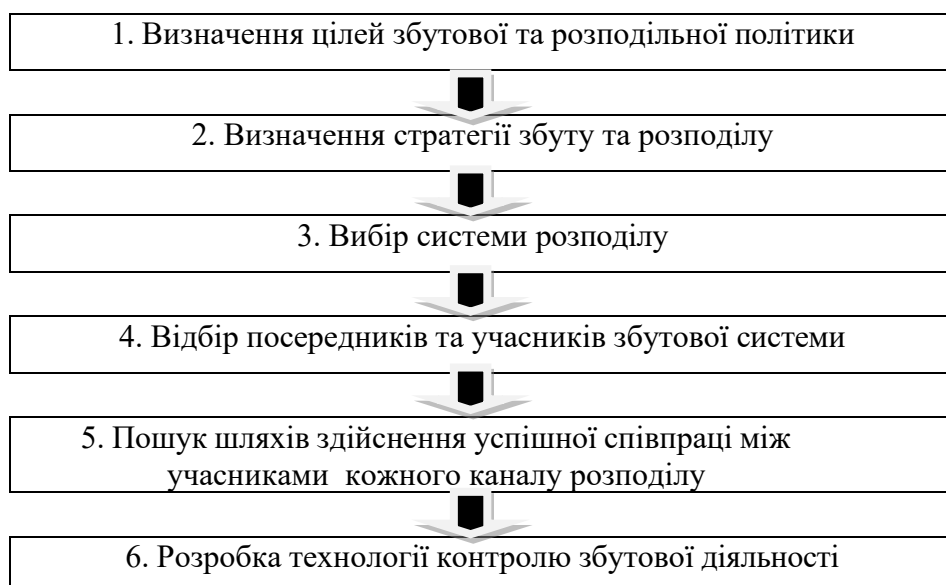 1. Визначення цілей збутової та розподільної політики
2. Визначення стратегії збуту та розподілу
3. Вибір системи розподілу
4. Відбір посередників та учасників збутової системи
5. Пошук шляхів здійснення успішної співпраці між
учасниками кожного каналу розподілу
6. Розробка технології контролю збутової діяльності